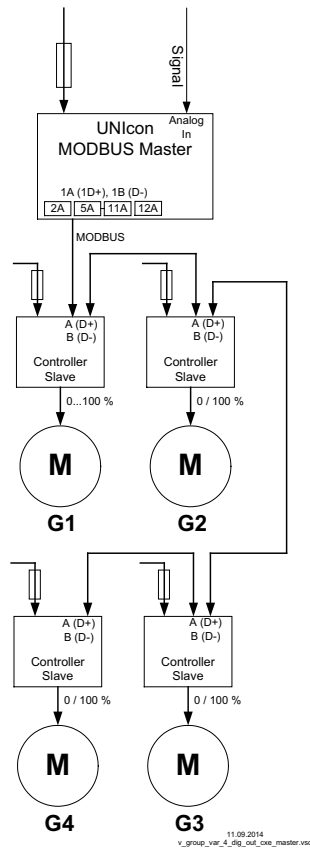 Signal
Analog
In
UNIcon
MODBUS Master
1A (1D+), 1B (D-)
2A 5A 11A 12A
MODBUS
A (D+)
B (D-)
Controller
Slave
0...100 %
M
G1
A (D+)
B (D-)
Controller
Slave
0 / 100 %
M
G2
A (D+)
B (D-)
Controller
Slave
0 / 100 %
M
G4
A (D+)
B (D-)
Controller
Slave
0 / 100 %
M
G3
11.09.2014
v_group_var_4_dig_out_cxe_master.vsd